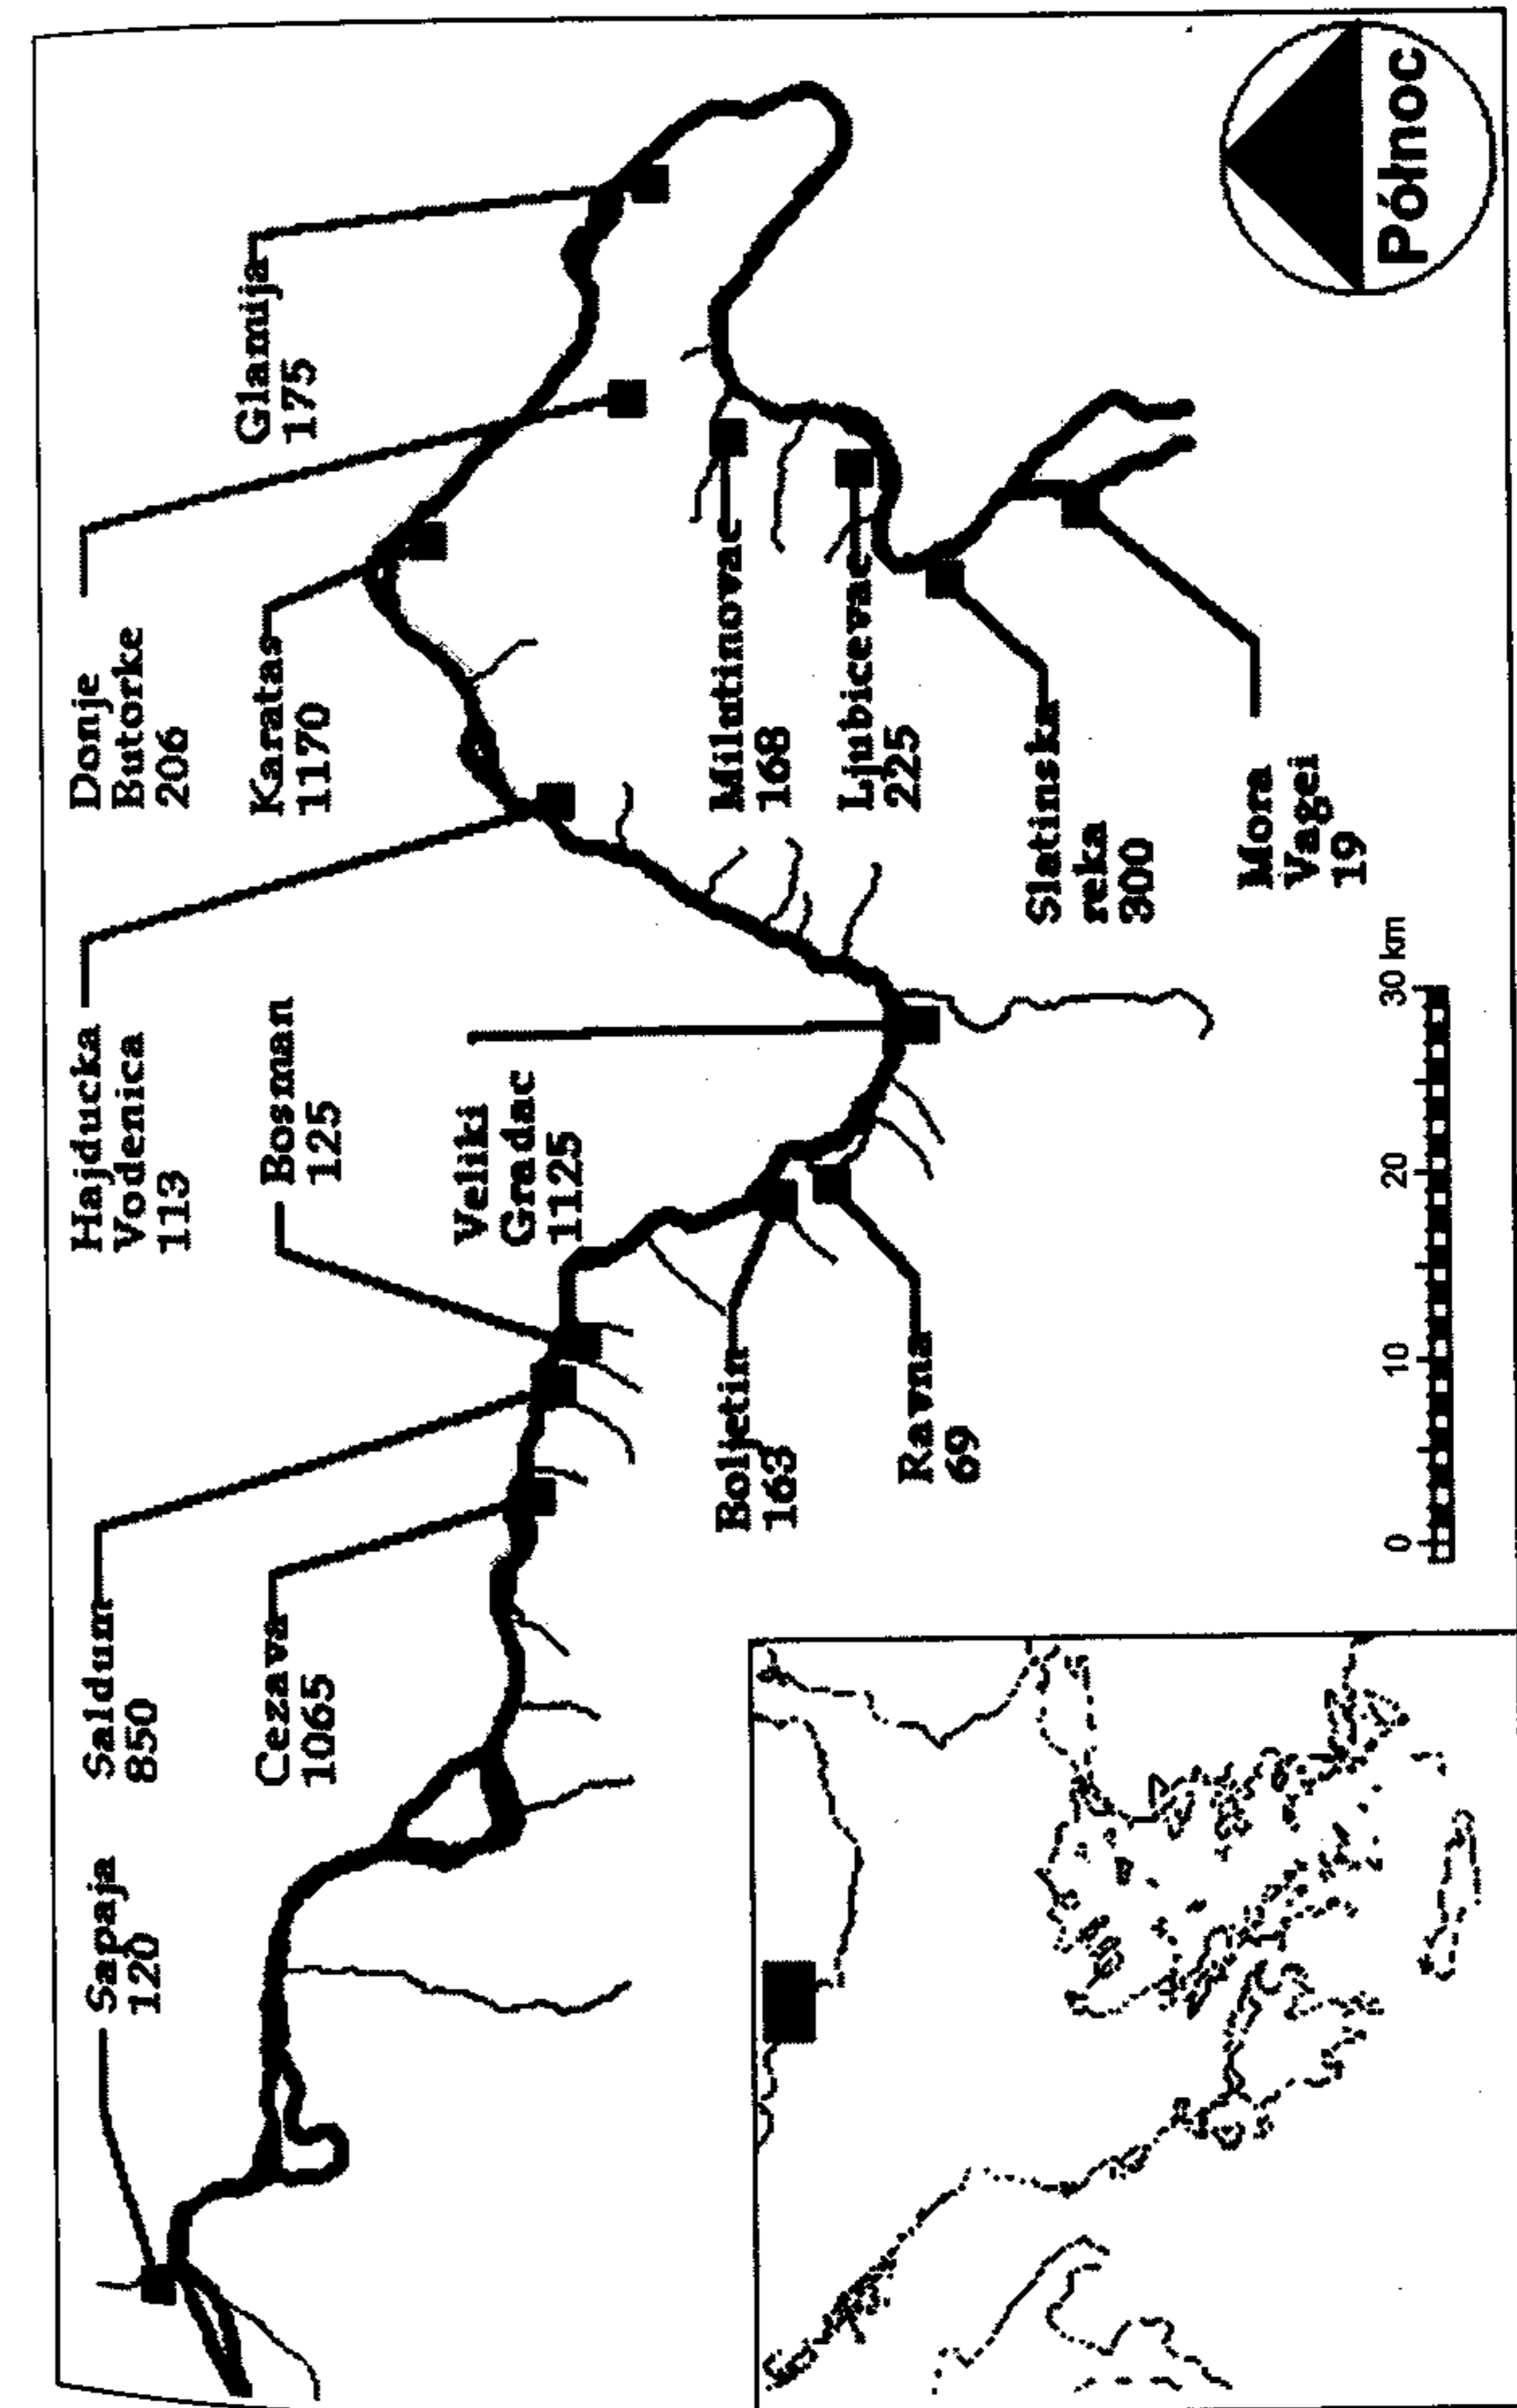 Sapaja
120
Saldum
850
Cezava
1065
Hajducka
Vodenica
113
Bosman
125
Veliki
Gradac
1125
Donje
Butorke
206
Karatas
1170
Glamija
175
Boljetin
163
Ravna
69
Milutinovac
168
Ljubicevac
225
Slatinska
reka
300
Mora
Vagei
19
0
10
20
30 km
Północ